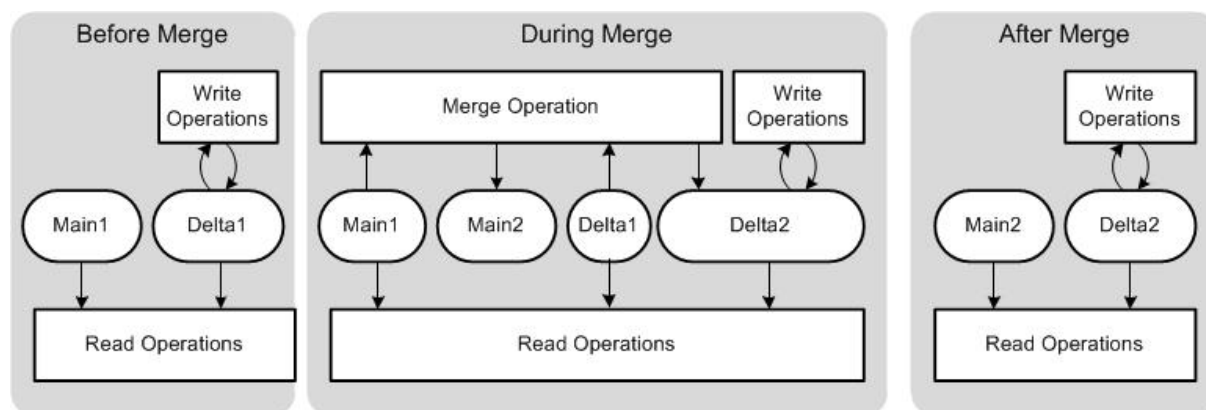 Before Merge
Write
Operations
Main1
Delta1
Read Operations
During Merge
Merge Operation
Write
Operations
Main1
Main2
Delta1
Delta2
Read Operations
After Merge
Write
Operations
Main2
Delta2
Read Operations